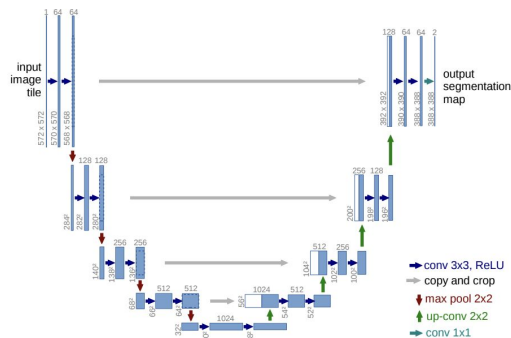 1 64 64
128 64 64 2
input
image
tile
output
segmentation
map
572 x 572
570 x 570
568 x 568
392 x 392
390 x 390
388 x 388
388 x 388
128 128
256 128
284²
282²
280²
200²
198²
196²
256 256
512 256
140²
138²
136²
104²
102²
100²
512 512
1024 512
68²
66²
64²
56²
54²
52²
1024
32²
conv 3x3, ReLU
copy and crop
max pool 2x2
up-conv 2x2
conv 1x1